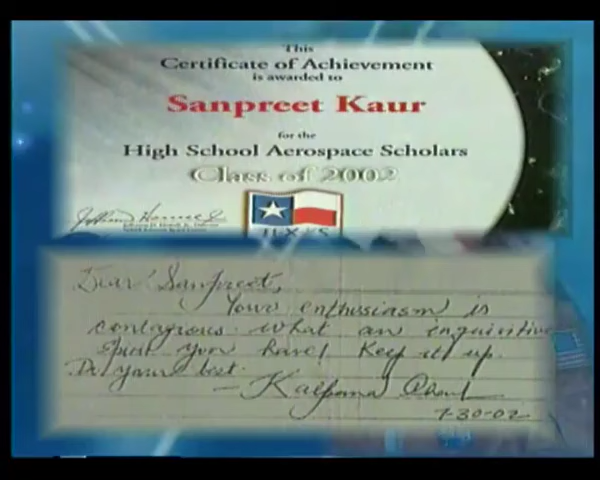 This
Certificate of Achievement
is awarded to
Sanpreet Kaur
for the
High School Aerospace Scholars
Class of 2002
TEXAS
Dear Sanpreet,
Your enthusiasm is
contagious. what an inquisitive
spirit you have! Keep it up.
Do your best.
- Kalpana Chawla
7-30-02